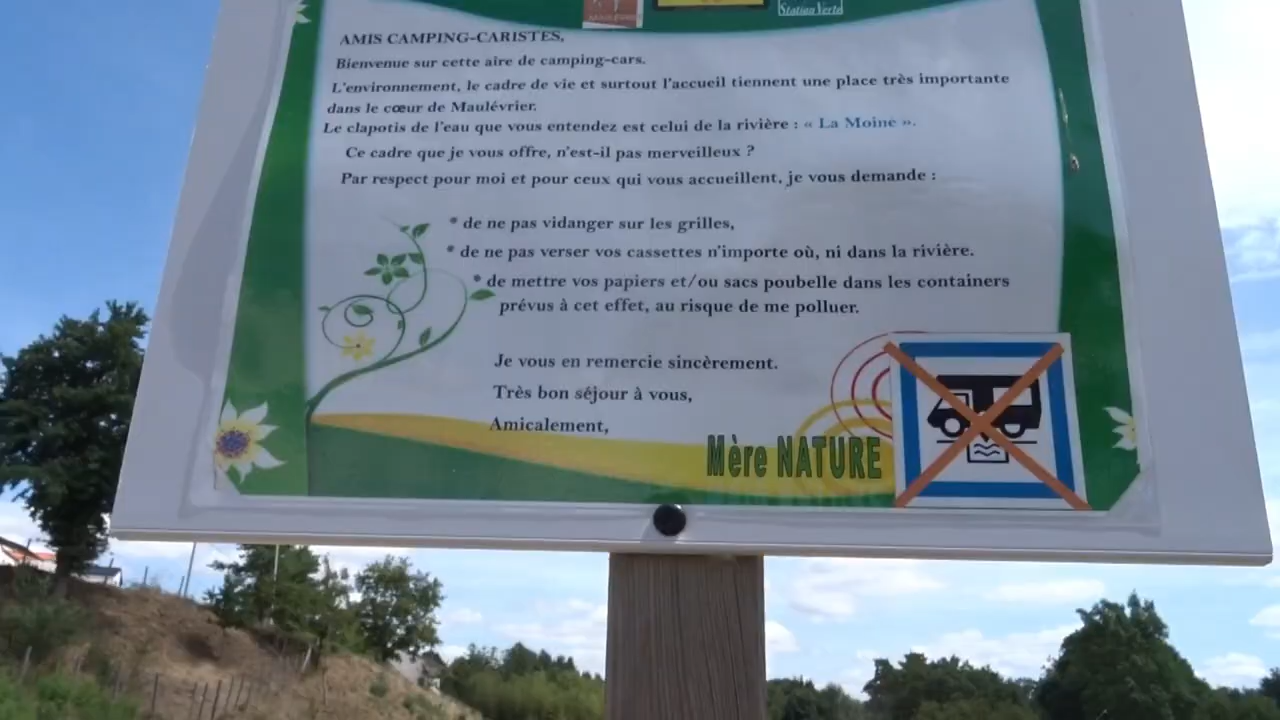 Station Verte
AMIS CAMPING-CARISTES,
Bienvenue sur cette aire de camping-cars.
L'environnement, le cadre de vie et surtout l'accueil tiennent une place très importante
dans le cœur de Maulévrier.
Le clapotis de l'eau que vous entendez est celui de la rivière : « La Moine ».
Ce cadre que je vous offre, n'est-il pas merveilleux ?
Par respect pour moi et pour ceux qui vous accueillent, je vous demande :
* de ne pas vidanger sur les grilles,
* de ne pas verser vos cassettes n'importe où, ni dans la rivière.
* de mettre vos papiers et/ou sacs poubelle dans les containers
prévus à cet effet, au risque de me polluer.
Je vous en remercie sincèrement.
Très bon séjour à vous,
Amicalement,
Mère NATURE